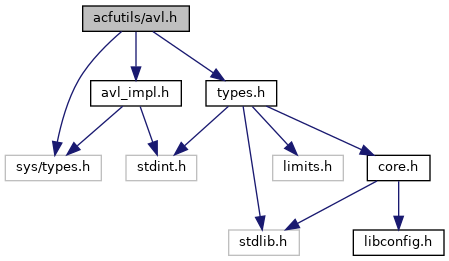 acfutils/avl.h
avl_impl.h
types.h
sys/types.h
stdint.h
limits.h
core.h
stdlib.h
libconfig.h